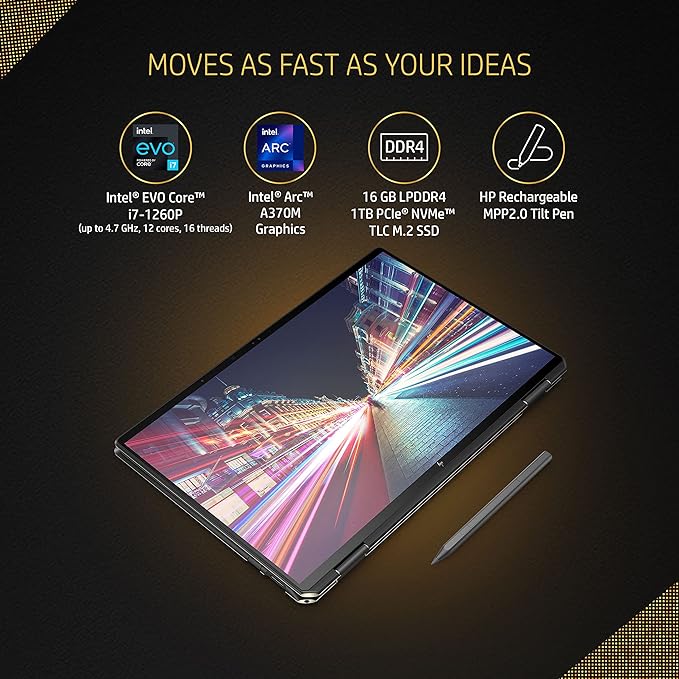 MOVES AS FAST AS YOUR IDEAS
intel
evo
POWERED BY
CORE
i7
intel
ARC
GRAPHICS
DDR4
Intel® EVO Core™
i7-1260P
(up to 4.7 GHz, 12 cores, 16 threads)
Intel® Arc™
A370M
Graphics
16 GB LPDDR4
1TB PCIe® NVMe™
TLC M.2 SSD
HP Rechargeable
MPP2.0 Tilt Pen
hp